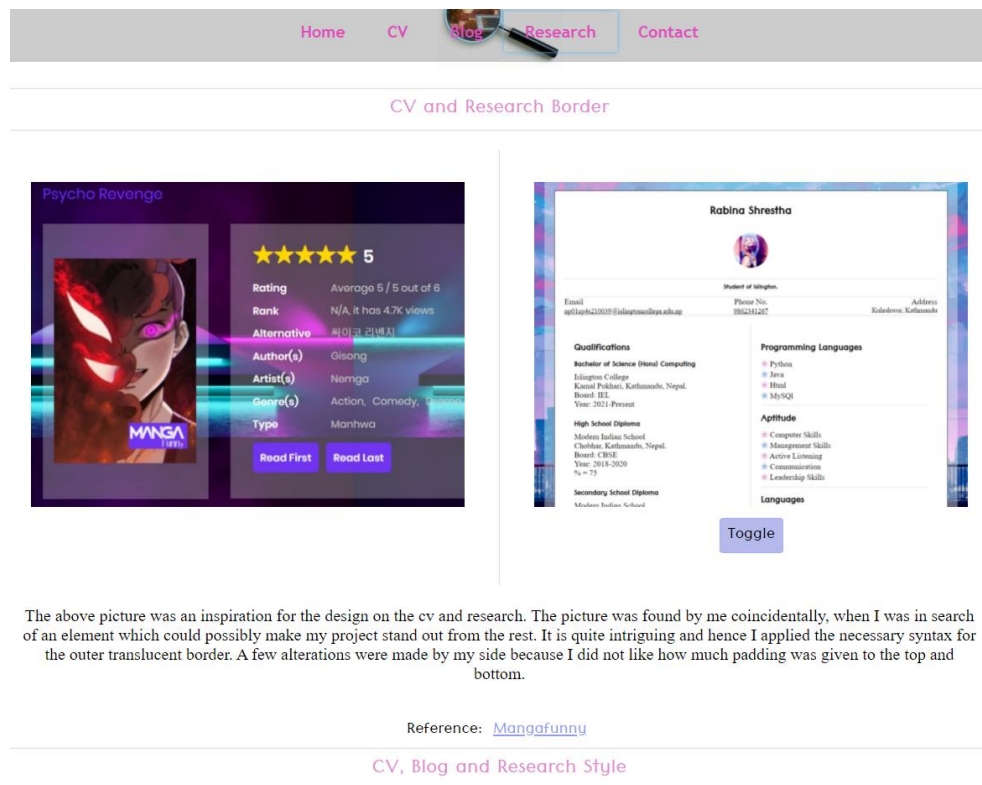 Home CV Blog Research Contact
CV and Research Border
Psycho Revenge
5
Rating Average 5 / 5 out of 6
Rank N/A, it has 4.7K views
Alternative 싸이코 리벤지
Author(s) Gisong
Artist(s) Nemga
Genre(s) Action, Comedy, Drama
Type Manhwa
MANGA
Funny
Read First Read Last
Rabina Shrestha
Student of Islington.
Email Phone No. Address
9862341267 Kuleshwor, Kathmandu
Qualifications
Bachelor of Science (Hons) Computing
Islington College
Kamal Pokhari, Kathmandu, Nepal.
Board: IEL
Year: 2021-Present
High School Diploma
Modern Indian School
Chobhar, Kathmandu, Nepal.
Board: CBSE
Year: 2018-2020
% = 75
Secondary School Diploma
Modern Indian School
Programming Languages
Python
Java
Html
MySQl
Aptitude
Computer Skills
Management Skills
Active Listening
Communication
Leadership Skills
Languages
Toggle
The above picture was an inspiration for the design on the cv and research. The picture was found by me coincidentally, when I was in search
of an element which could possibly make my project stand out from the rest. It is quite intriguing and hence I applied the necessary syntax for
the outer translucent border. A few alterations were made by my side because I did not like how much padding was given to the top and
bottom.
Reference: Mangafunny
CV, Blog and Research Style